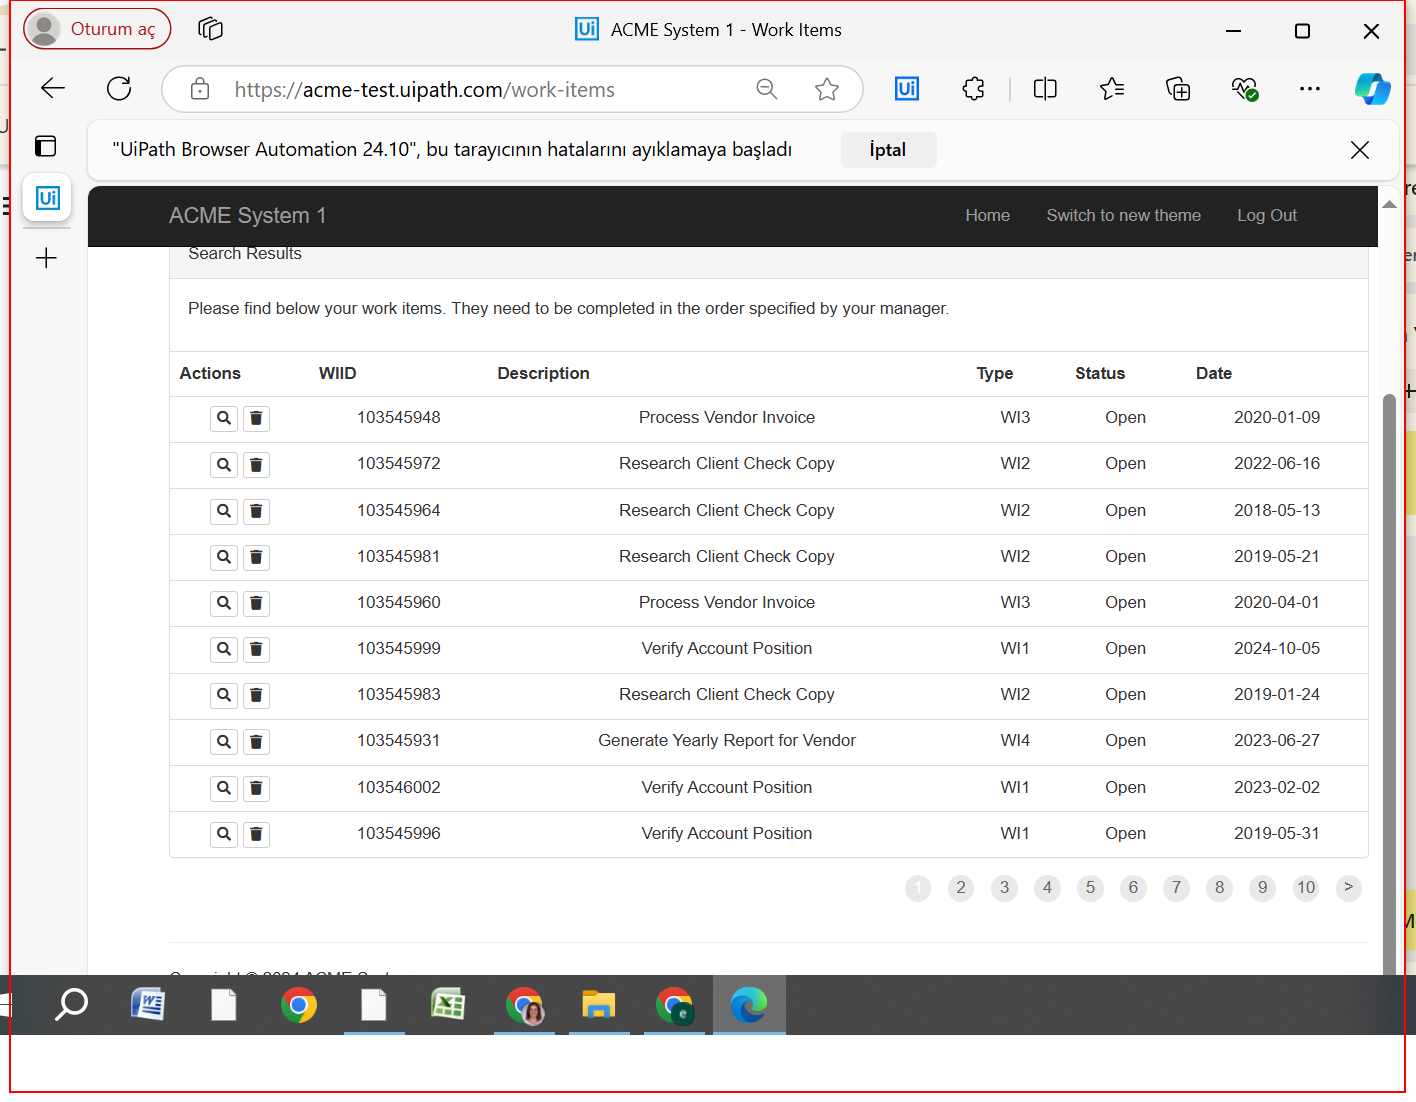 Oturum aç
Ui ACME System 1 - Work Items
https://acme-test.uipath.com/work-items
Ui
"UiPath Browser Automation 24.10", bu tarayıcının hatalarını ayıklamaya başladı İptal
Ui
ACME System 1 Home Switch to new theme Log Out
Search Results
Please find below your work items. They need to be completed in the order specified by your manager.
Actions WIID Description Type Status Date
103545948 Process Vendor Invoice WI3 Open 2020-01-09
103545972 Research Client Check Copy WI2 Open 2022-06-16
103545964 Research Client Check Copy WI2 Open 2018-05-13
103545981 Research Client Check Copy WI2 Open 2019-05-21
103545960 Process Vendor Invoice WI3 Open 2020-04-01
103545999 Verify Account Position WI1 Open 2024-10-05
103545983 Research Client Check Copy WI2 Open 2019-01-24
103545931 Generate Yearly Report for Vendor WI4 Open 2023-06-27
103546002 Verify Account Position WI1 Open 2023-02-02
103545996 Verify Account Position WI1 Open 2019-05-31
1 2 3 4 5 6 7 8 9 10 >